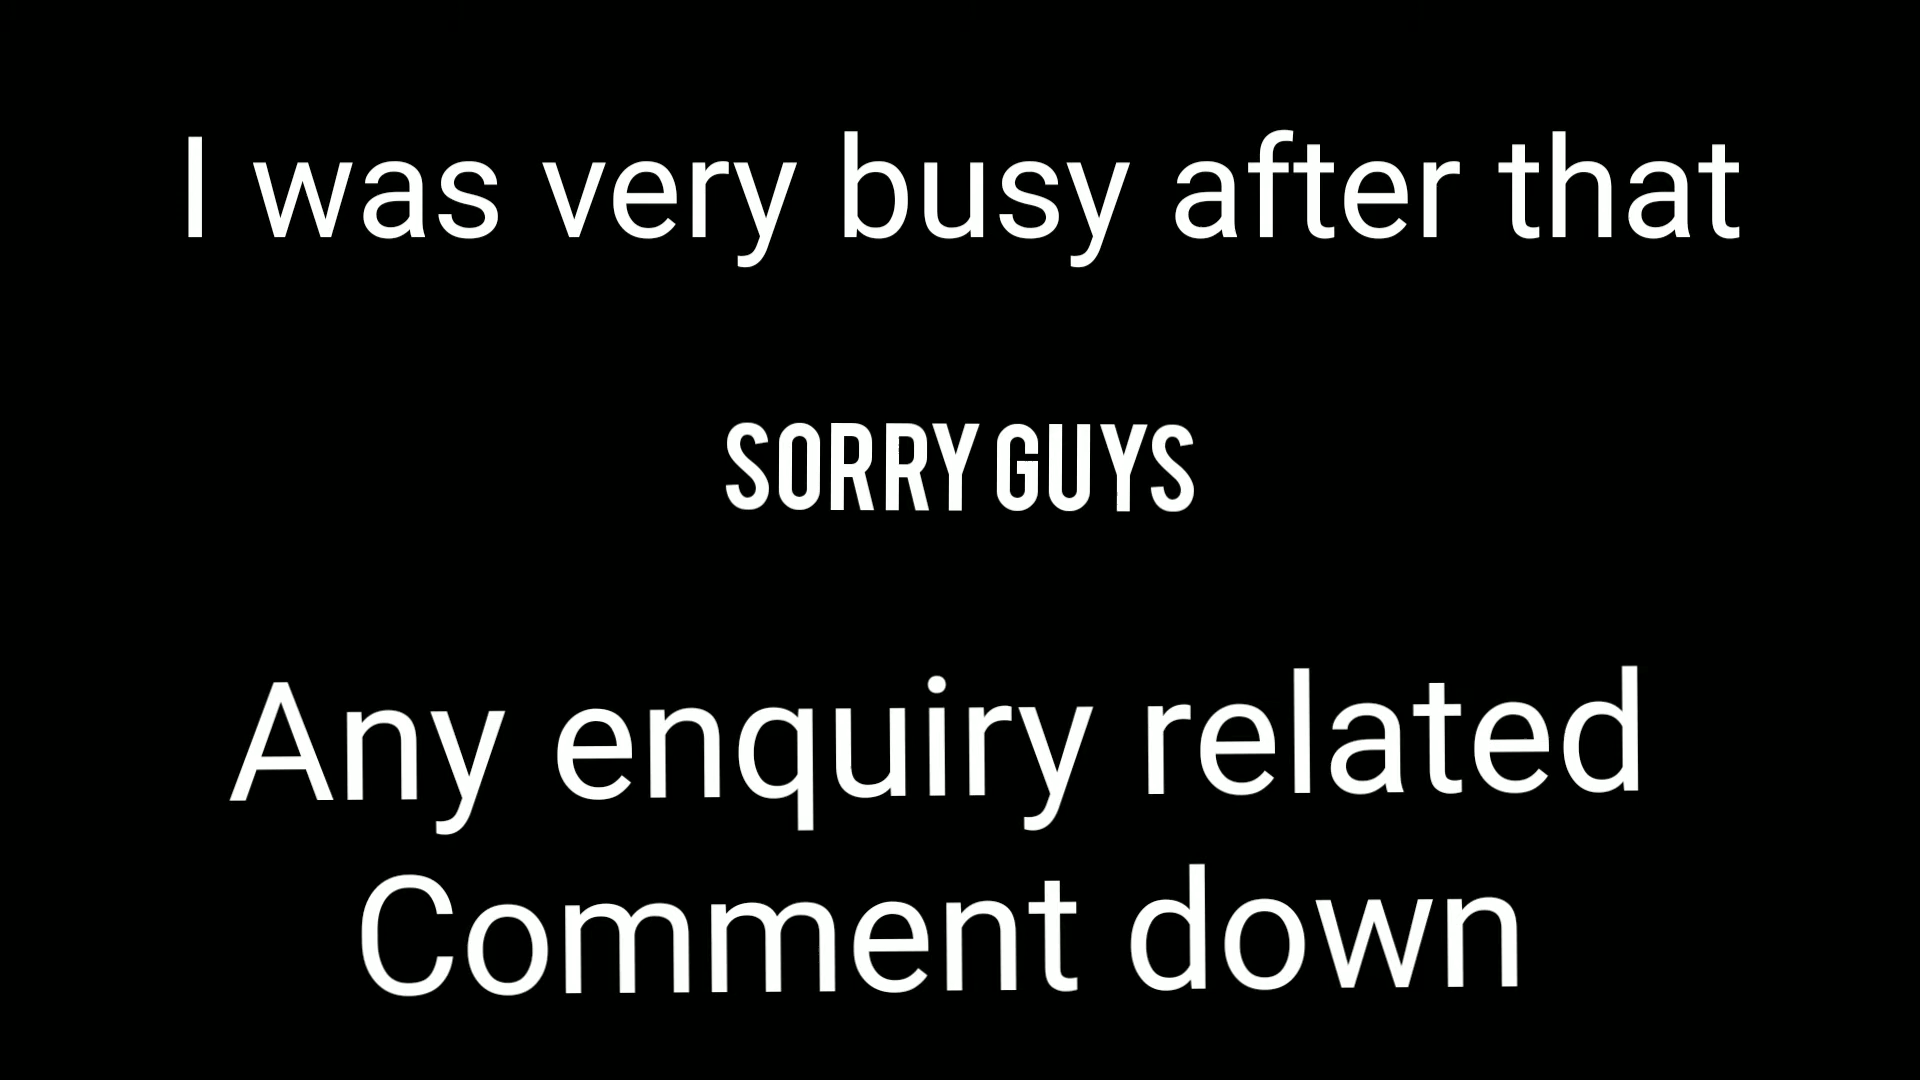 I was very busy after that
SORRY GUYS
Any enquiry related
Comment down